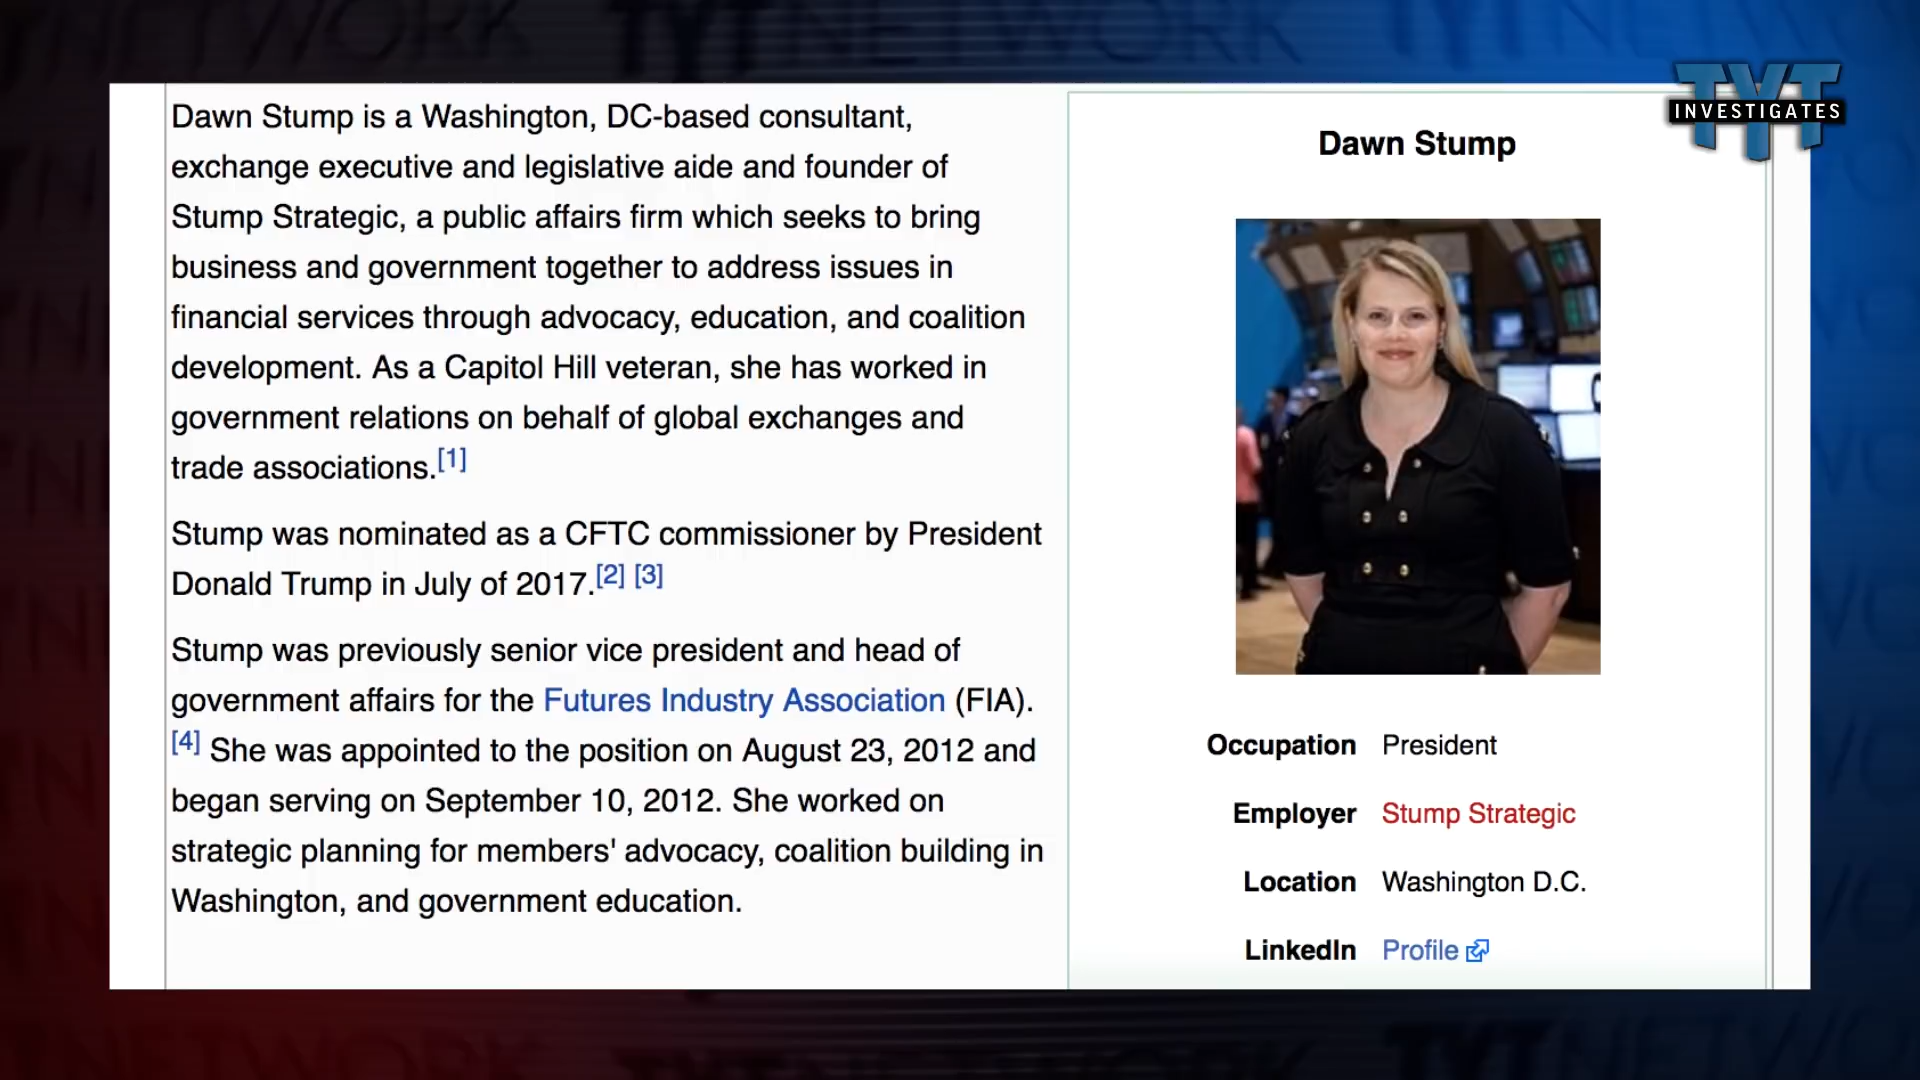 TYT
INVESTIGATES
Dawn Stump is a Washington, DC-based consultant,
exchange executive and legislative aide and founder of
Stump Strategic, a public affairs firm which seeks to bring
business and government together to address issues in
financial services through advocacy, education, and coalition
development. As a Capitol Hill veteran, she has worked in
government relations on behalf of global exchanges and
trade associations.[1]
Stump was nominated as a CFTC commissioner by President
Donald Trump in July of 2017.[2] [3]
Stump was previously senior vice president and head of
government affairs for the Futures Industry Association (FIA).
[4] She was appointed to the position on August 23, 2012 and
began serving on September 10, 2012. She worked on
strategic planning for members' advocacy, coalition building in
Washington, and government education.
Dawn Stump
Occupation President
Employer Stump Strategic
Location Washington D.C.
LinkedIn Profile